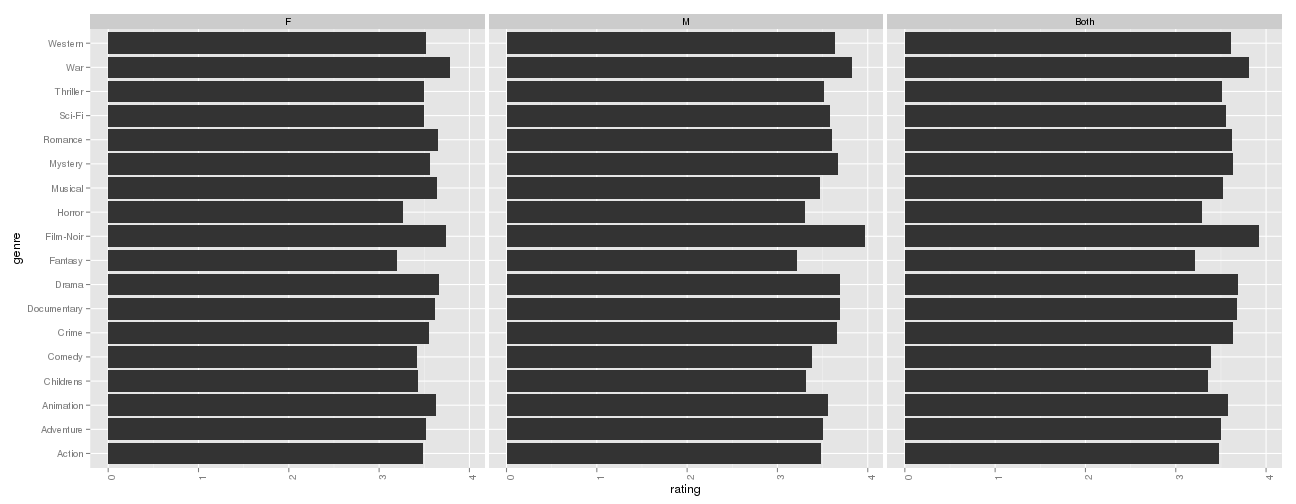 F
M
Both
genre
Western
War
Thriller
Sci-Fi
Romance
Mystery
Musical
Horror
Film-Noir
Fantasy
Drama
Documentary
Crime
Comedy
Childrens
Animation
Adventure
Action
0 1 2 3 4
0 1 2 3 4
0 1 2 3 4
rating